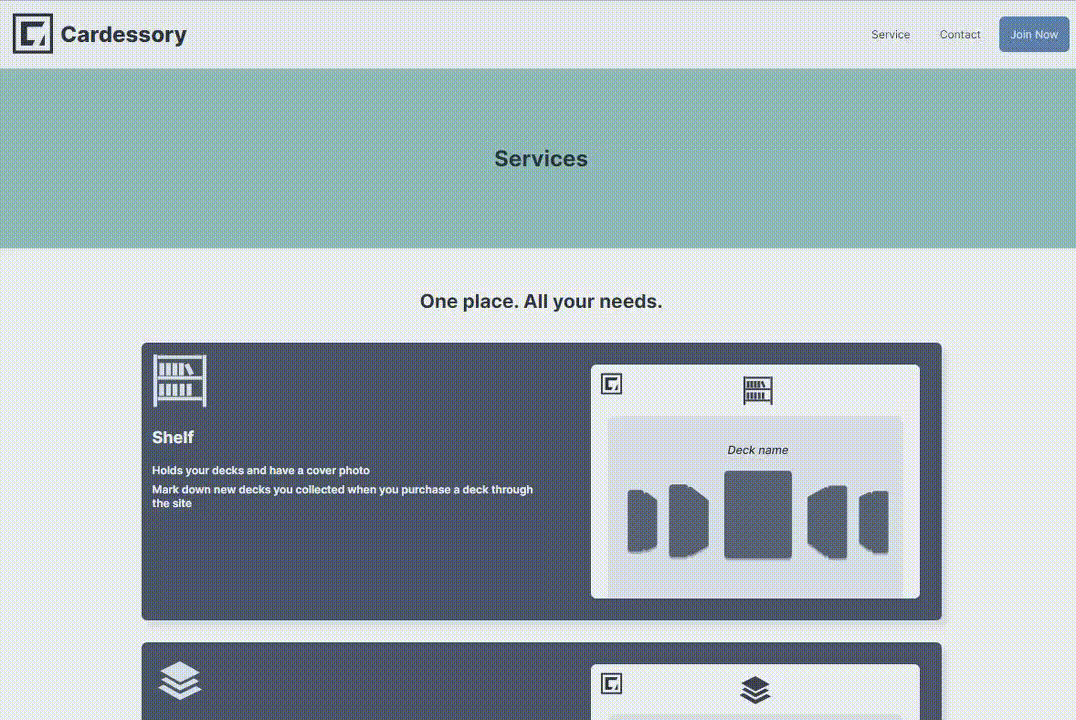 Cardessory
Service
Contact
Join Now
Services
One place. All your needs.
Shelf
Holds your decks and have a cover photo
Mark down new decks you collected when you purchase a deck through
the site
Deck name